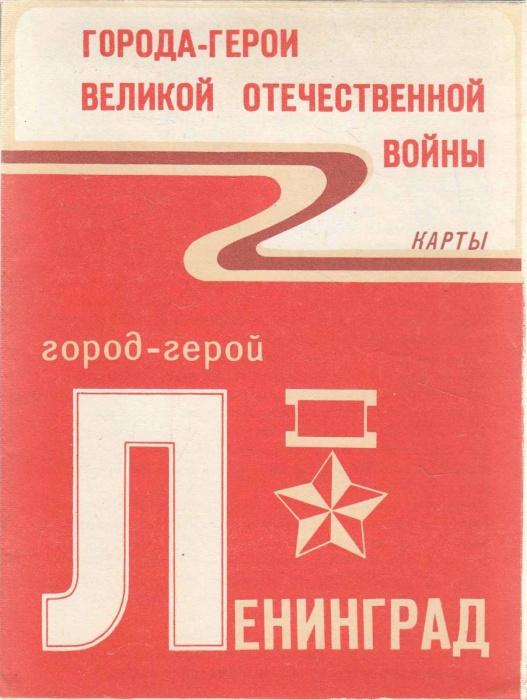 ГОРОДА-ГЕРОИ
ВЕЛИКОЙ ОТЕЧЕСТВЕННОЙ
ВОЙНЫ
КАРТЫ
город-герой
ЛЕНИНГРАД